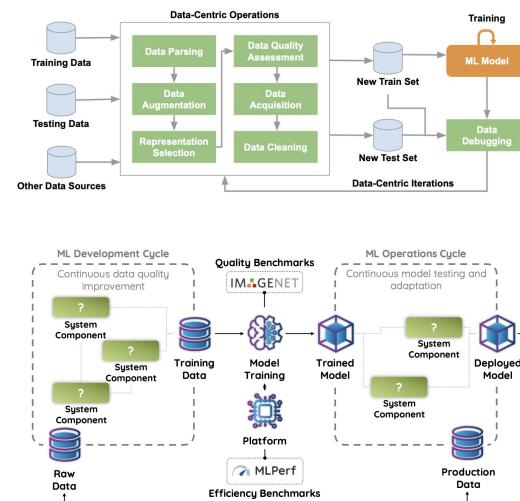 Data-Centric Operations
Training
Training Data
Data Parsing
Data Quality
Assessment
New Train Set
ML Model
Testing Data
Data
Augmentation
Data
Acquisition
Other Data Sources
Representation
Selection
Data Cleaning
New Test Set
Data
Debugging
Data-Centric Iterations
ML Development Cycle
Continuous data quality
improvement
?
System
Component
?
System
Component
?
System
Component
Raw
Data
Training
Data
Quality Benchmarks
IMAGENET
Model
Training
Platform
MLPerf
Efficiency Benchmarks
ML Operations Cycle
Continuous model testing and
adaptation
Trained
Model
?
System
Component
?
System
Component
Deployed
Model
Production
Data